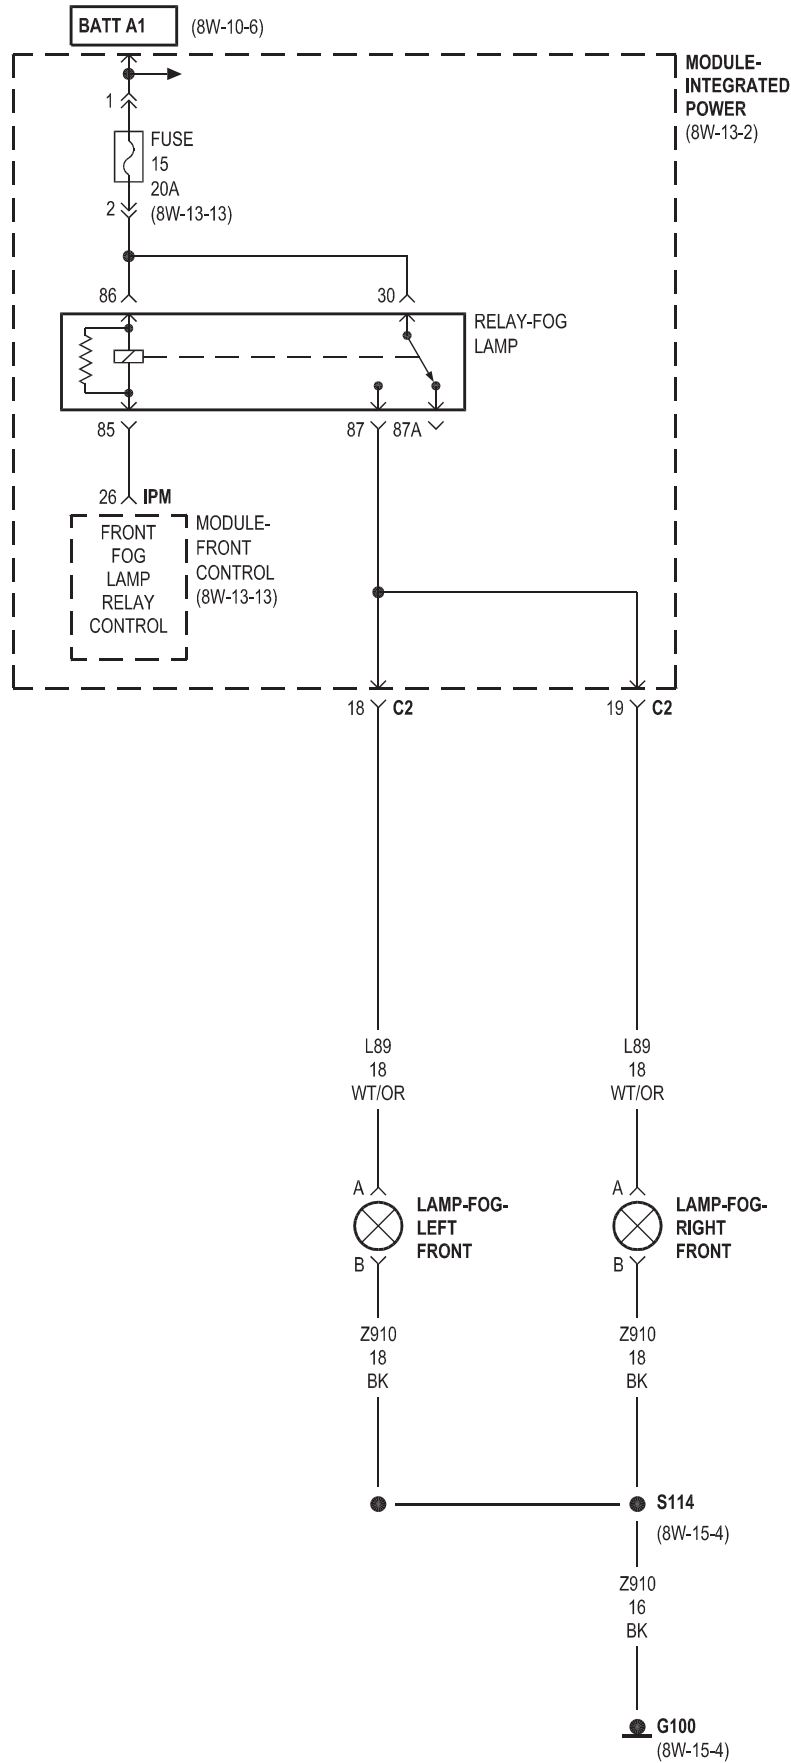 BATT A1 (8W-10-6)
MODULE-
INTEGRATED
POWER
(8W-13-2)
1
FUSE
15
20A
2 (8W-13-13)
86 30
RELAY-FOG
LAMP
85 87 87A
26 IPM
FRONT
FOG
LAMP
RELAY
CONTROL
MODULE-
FRONT
CONTROL
(8W-13-13)
18 C2 19 C2
L89
18
WT/OR
L89
18
WT/OR
A
LAMP-FOG-
LEFT
FRONT
B
A
LAMP-FOG-
RIGHT
FRONT
B
Z910
18
BK
Z910
18
BK
S114
(8W-15-4)
Z910
16
BK
G100
(8W-15-4)